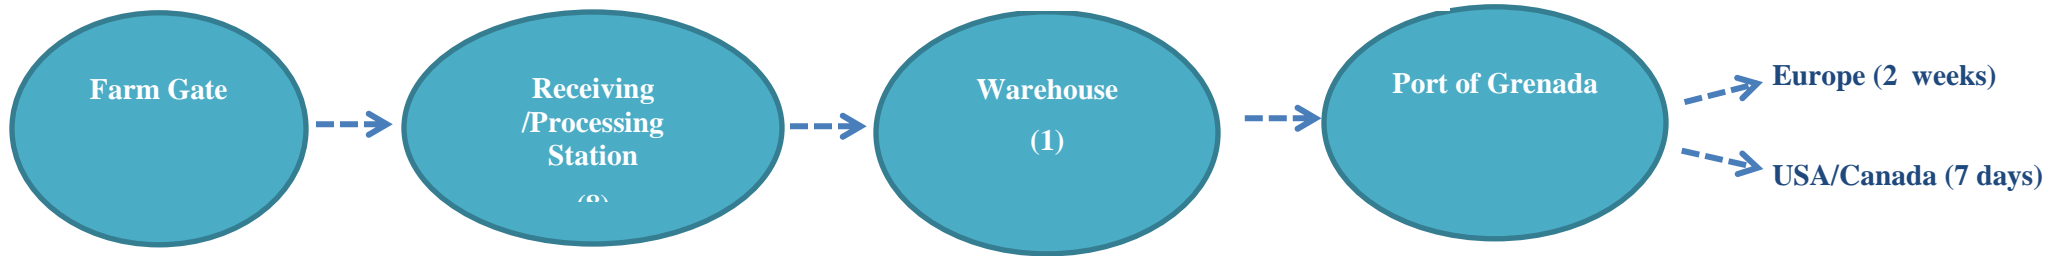 Farm Gate
Receiving
/Processing
Station
Warehouse
(1)
Port of Grenada
Europe (2 weeks)
USA/Canada (7 days)